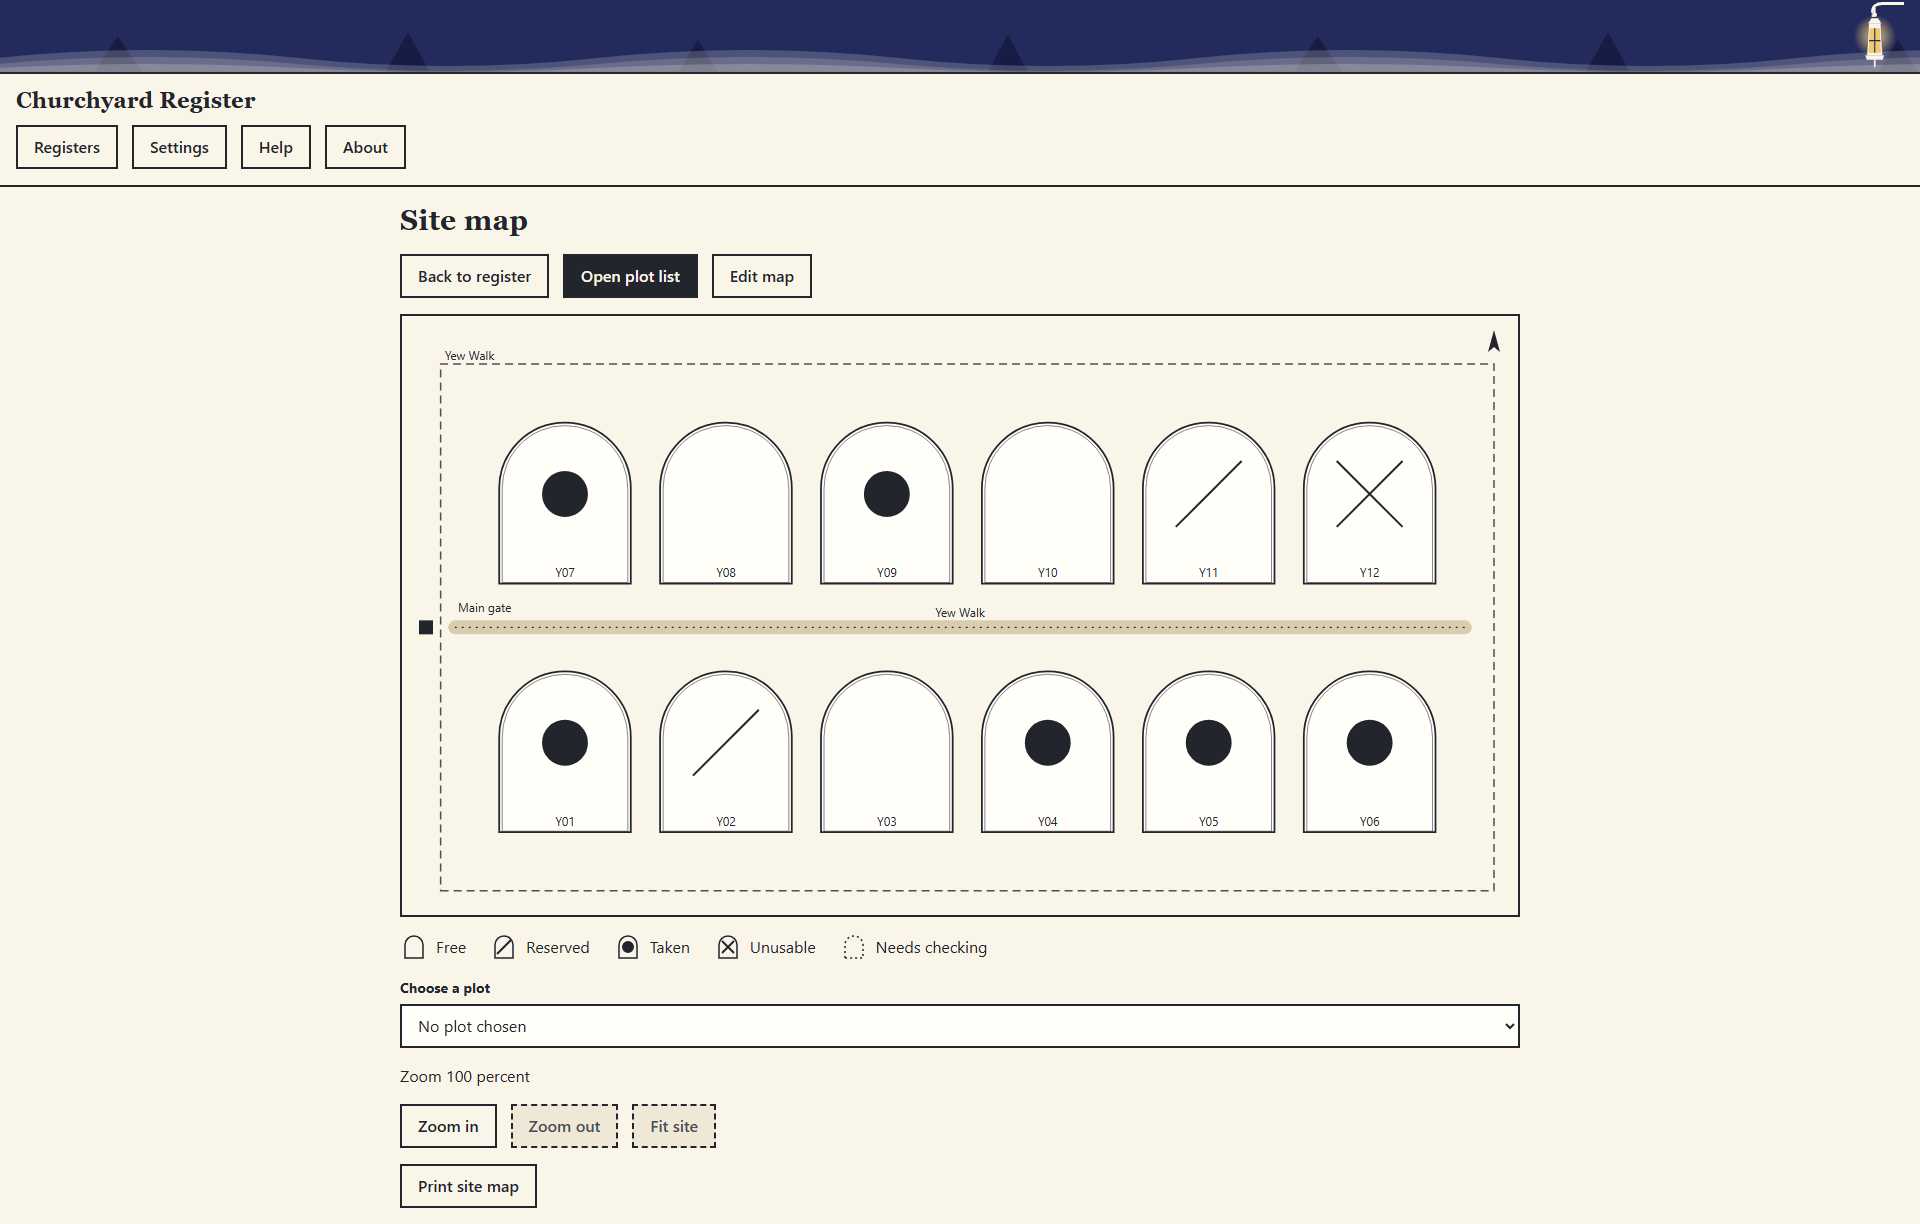 Churchyard Register
Registers Settings Help About
Site map
Back to register Open plot list Edit map
Yew Walk
Y07 Y08 Y09 Y10 Y11 Y12
Main gate
Yew Walk
Y01 Y02 Y03 Y04 Y05 Y06
Free Reserved Taken Unusable Needs checking
Choose a plot
No plot chosen
Zoom 100 percent
Zoom in Zoom out Fit site
Print site map